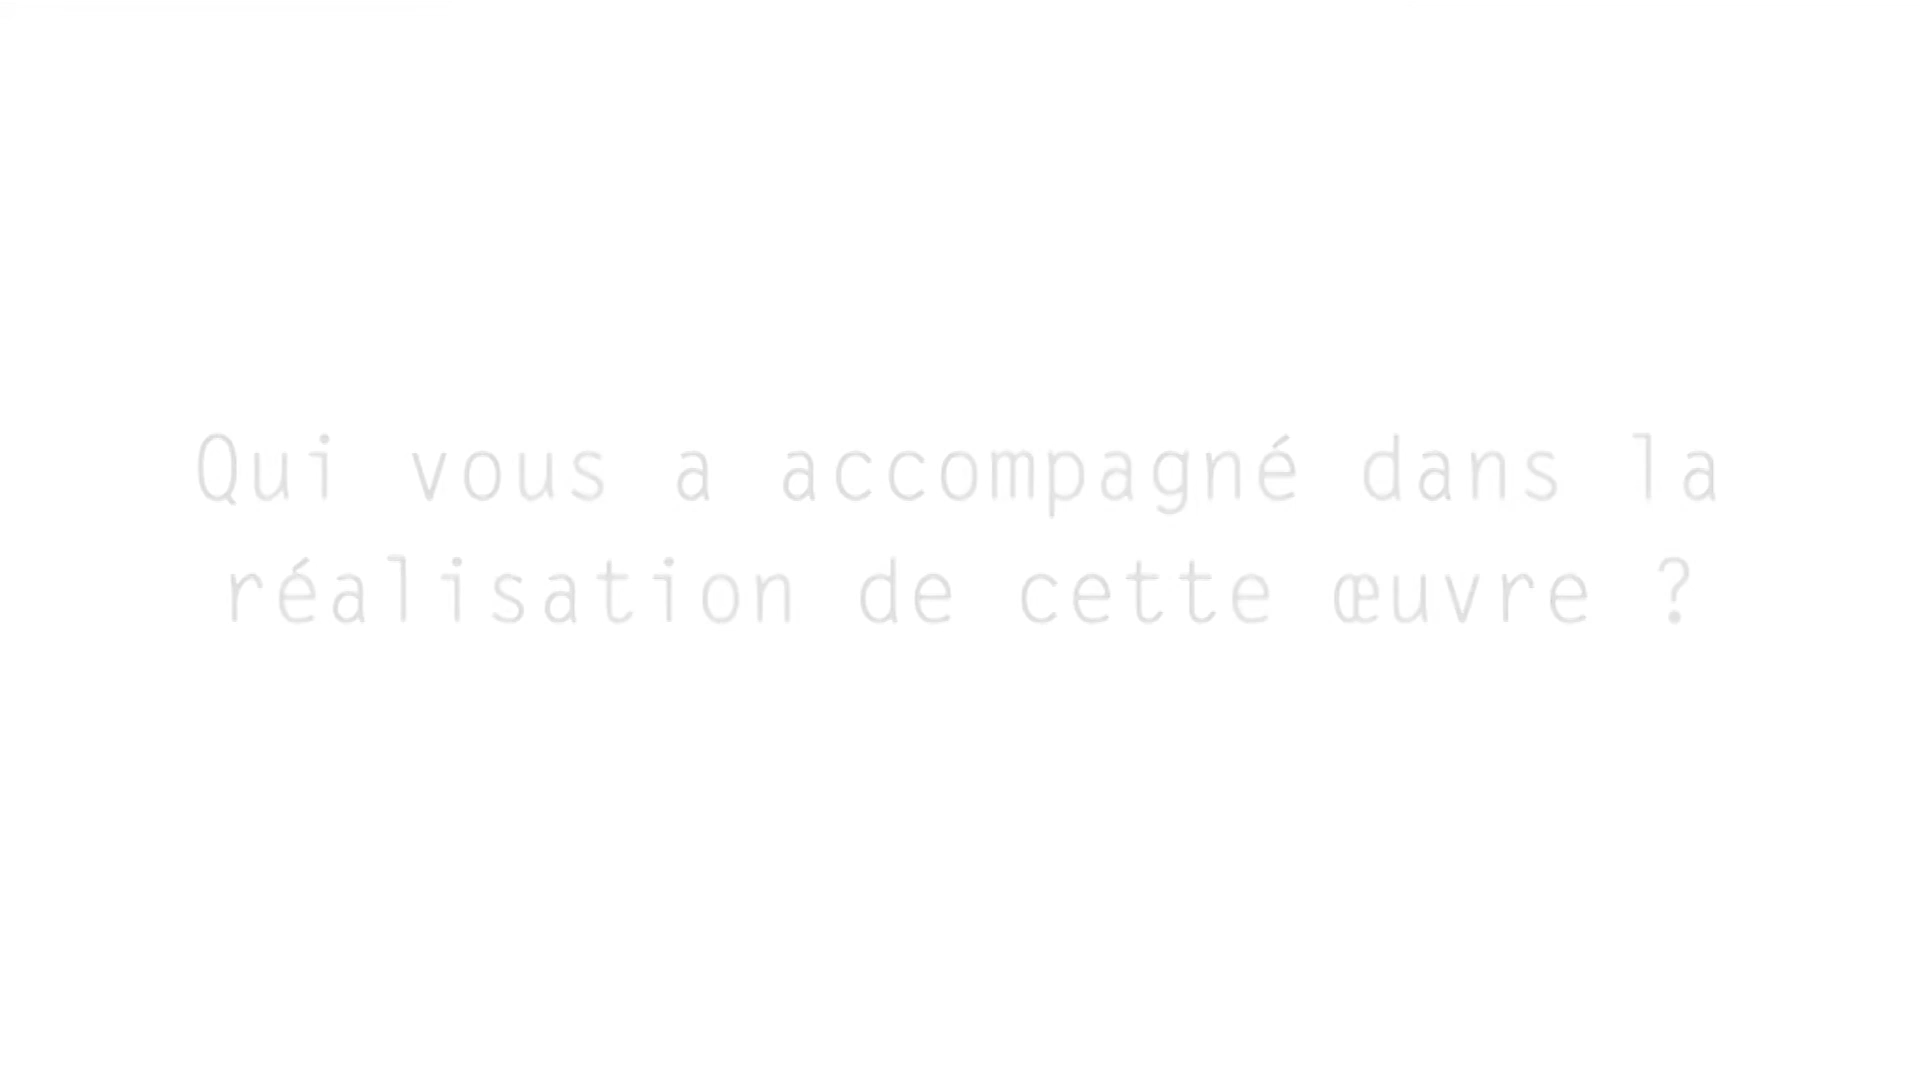 Qui vous a accompagné dans la
réalisation de cette œuvre ?